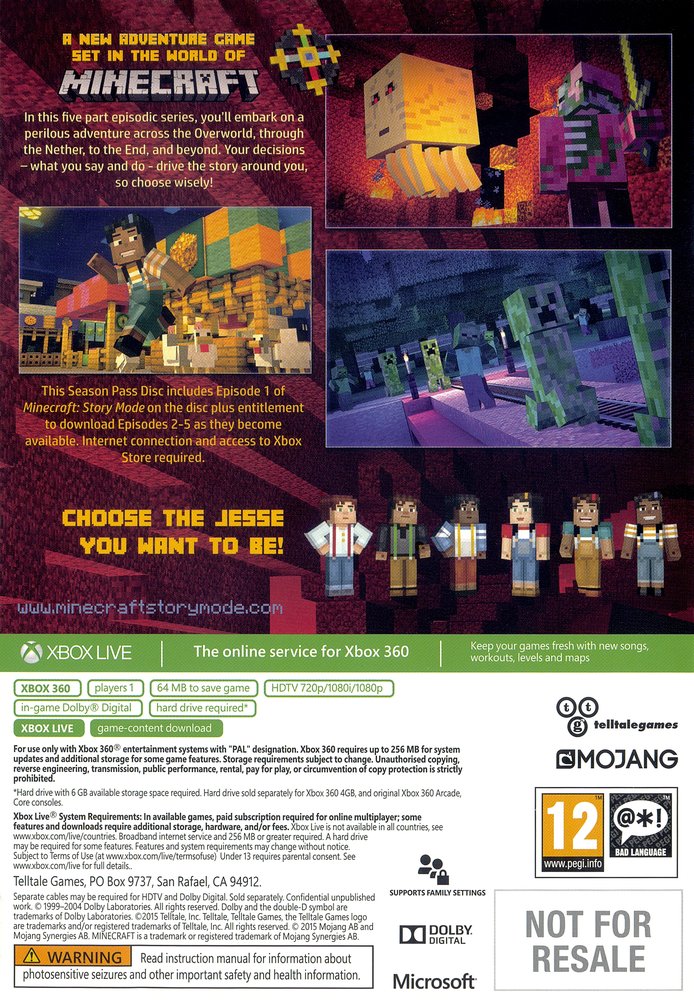 A NEW ADVENTURE GAME
SET IN THE WORLD OF
MINECRAFT
In this five part episodic series, you'll embark on a
perilous adventure across the Overworld, through
the Nether, to the End, and beyond. Your decisions
– what you say and do - drive the story around you,
so choose wisely!
This Season Pass Disc includes Episode 1 of
Minecraft: Story Mode on the disc plus entitlement
to download Episodes 2-5 as they become
available. Internet connection and access to Xbox
Store required.
CHOOSE THE JESSE
YOU WANT TO BE!
www.minecraftstorymode.com
XBOX LIVE
The online service for Xbox 360
Keep your games fresh with new songs,
workouts, levels and maps
XBOX 360 players 1 64 MB to save game HDTV 720p/1080i/1080p
in-game Dolby® Digital hard drive required*
XBOX LIVE game-content download
For use only with Xbox 360® entertainment systems with "PAL" designation. Xbox 360 requires up to 256 MB for system
updates and additional storage for some game features. Storage requirements subject to change. Unauthorised copying,
reverse engineering, transmission, public performance, rental, pay for play, or circumvention of copy protection is strictly
prohibited.
*Hard drive with 6 GB available storage space required. Hard drive sold separately for Xbox 360 4GB, and original Xbox 360 Arcade,
Core consoles.
Xbox Live® System Requirements: In available games, paid subscription required for online multiplayer; some
features and downloads require additional storage, hardware, and/or fees. Xbox Live is not available in all countries, see
www.xbox.com/live/countries. Broadband internet service and 256 MB or greater required. A hard drive
may be required for some features. Features and system requirements may change without notice.
Subject to Terms of Use (at www.xbox.com/live/termsofuse) Under 13 requires parental consent. See
www.xbox.com/live for full details..
Telltale Games, PO Box 9737, San Rafael, CA 94912.
Separate cables may be required for HDTV and Dolby Digital. Sold separately. Confidential unpublished
work. © 1999–2004 Dolby Laboratories. All rights reserved. Dolby and the double-D symbol are
trademarks of Dolby Laboratories. ©2015 Telltale, Inc. Telltale, Telltale Games, the Telltale Games logo
are trademarks and/or registered trademarks of Telltale, Inc. All rights reserved. © 2015 Mojang AB and
Mojang Synergies AB. MINECRAFT is a trademark or registered trademark of Mojang Synergies AB.
WARNING Read instruction manual for information about
photosensitive seizures and other important safety and health information.
ttg telltalegames
MOJANG
12
www.pegi.info
@*!
BAD LANGUAGE
SUPPORTS FAMILY SETTINGS
DOLBY
DIGITAL
Microsoft
NOT FOR
RESALE